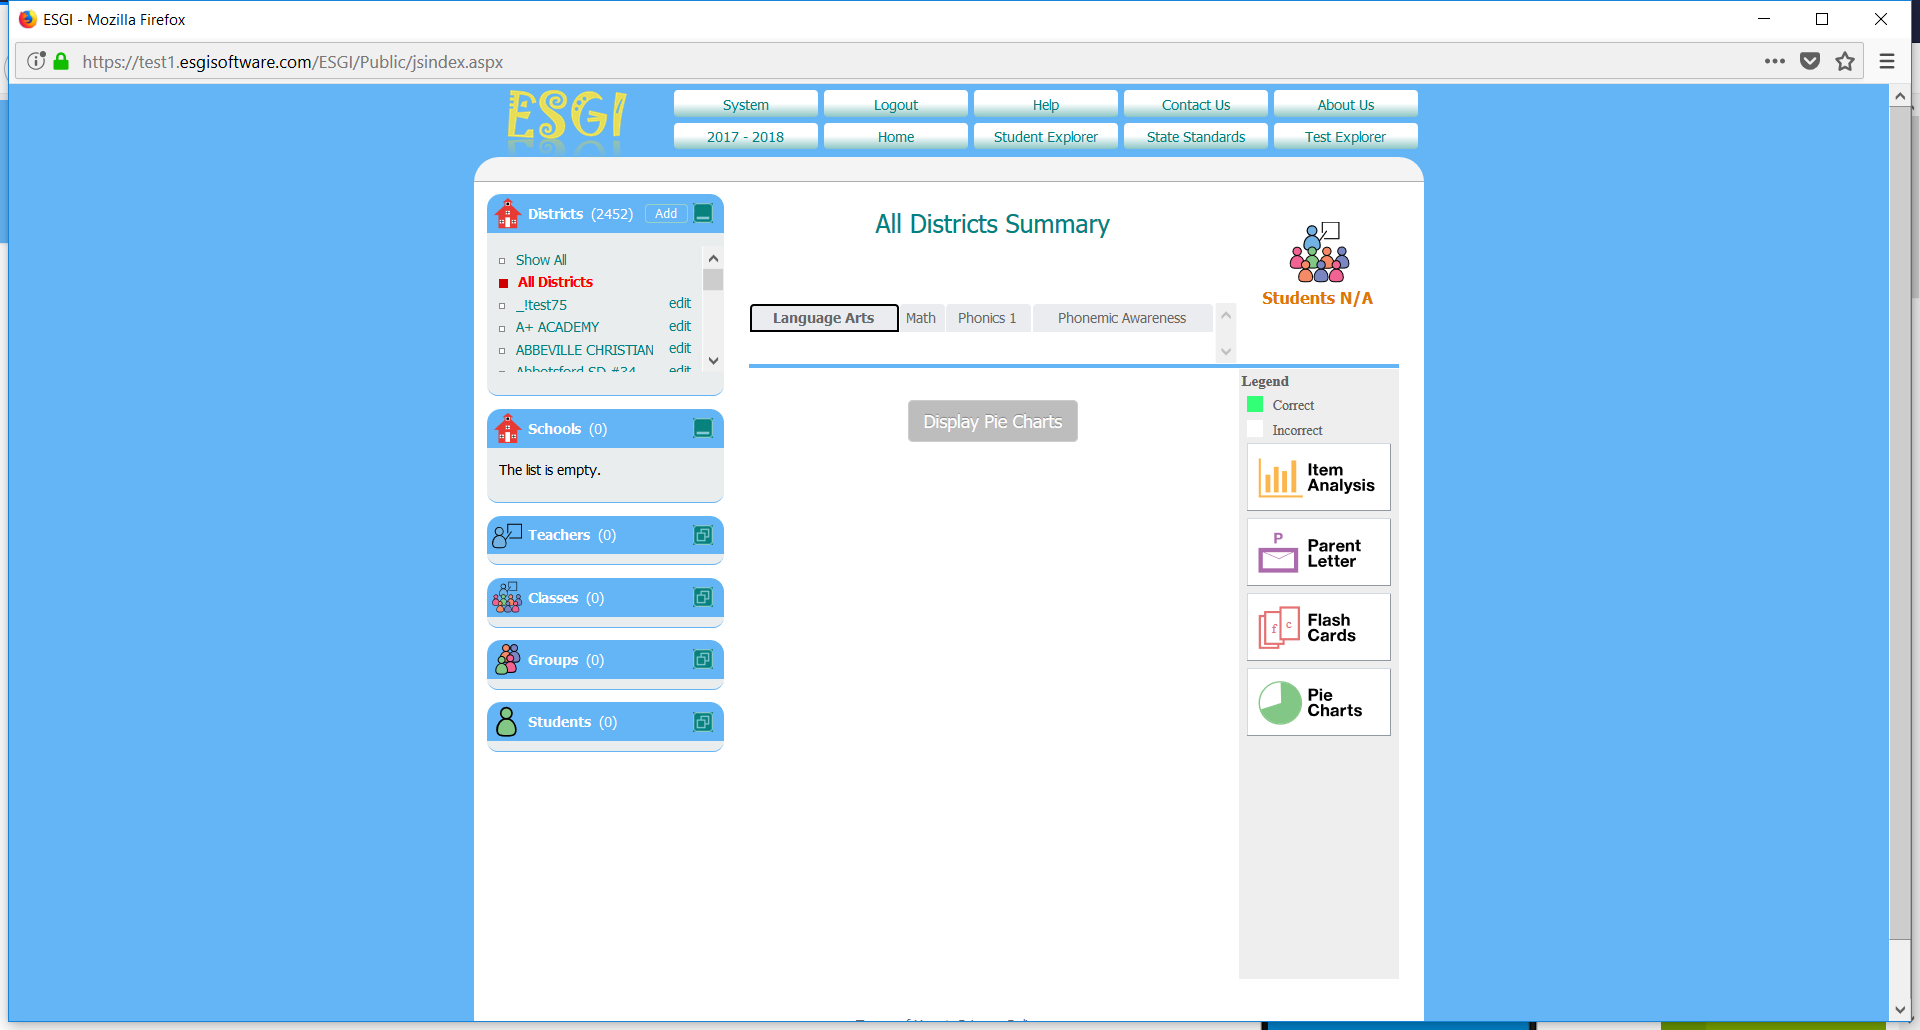 ESGI - Mozilla Firefox
https://test1.esgisoftware.com/ESGI/Public/jsindex.aspx
ESGI
System Logout Help Contact Us About Us
2017 - 2018 Home Student Explorer State Standards Test Explorer
Districts (2452) Add
Show All
All Districts
_!test75 edit
A+ ACADEMY edit
ABBEVILLE CHRISTIAN edit
Abbotsford SD #34 edit
Schools (0)
The list is empty.
Teachers (0)
Classes (0)
Groups (0)
Students (0)
All Districts Summary
Students N/A
Language Arts Math Phonics 1 Phonemic Awareness
Display Pie Charts
Legend
Correct
Incorrect
Item
Analysis
P
Parent
Letter
f c
Flash
Cards
Pie
Charts